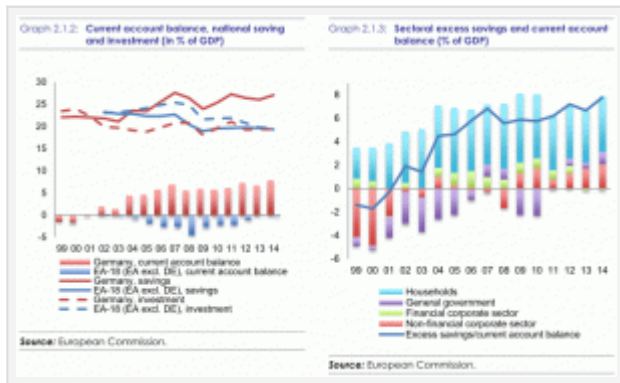 Graph 2.1.2: Current account balance, national saving
and investment (in % of GDP)
30
25
20
15
10
5
0
-5
99 00 01 02 03 04 05 06 07 08 09 10 11 12 13 14
Germany, current account balance
EA-18 (EA excl. DE), current account balance
Germany, savings
EA-18 (EA excl. DE), savings
Germany, investment
EA-18 (EA excl. DE), investment
Source: European Commission.
Graph 2.1.3: Sectoral excess savings and current account
balance (% of GDP)
8
6
4
2
0
-2
-4
-6
99 00 01 02 03 04 05 06 07 08 09 10 11 12 13 14
Households
General government
Financial corporate sector
Non-financial corporate sector
Excess savings/current account balance
Source: European Commission.